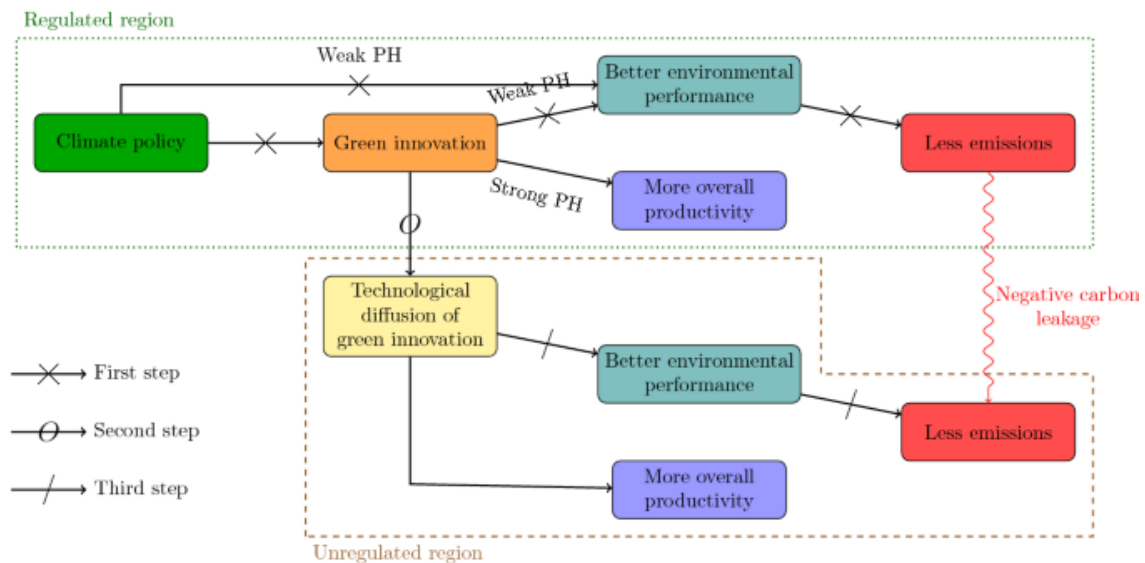 Regulated region
Weak PH
Better environmental
performance
Weak PH
Climate policy
Green innovation
Less emissions
Strong PH
More overall
productivity
O
Technological
diffusion of
green innovation
Negative carbon
leakage
Better environmental
performance
First step
Less emissions
O
Second step
More overall
productivity
Third step
Unregulated region